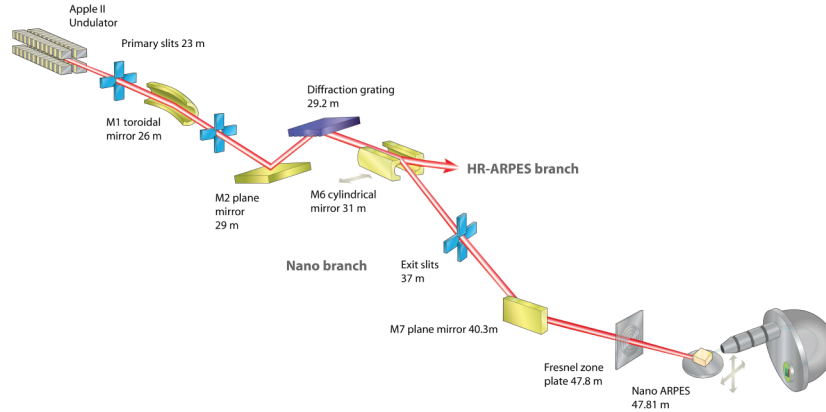 Apple II
Undulator
Primary slits 23 m
M1 toroidal
mirror 26 m
Diffraction grating
29.2 m
M2 plane
mirror
29 m
M6 cylindrical
mirror 31 m
HR-ARPES branch
Nano branch
Exit slits
37 m
M7 plane mirror 40.3m
Fresnel zone
plate 47.8 m
Nano ARPES
47.81 m